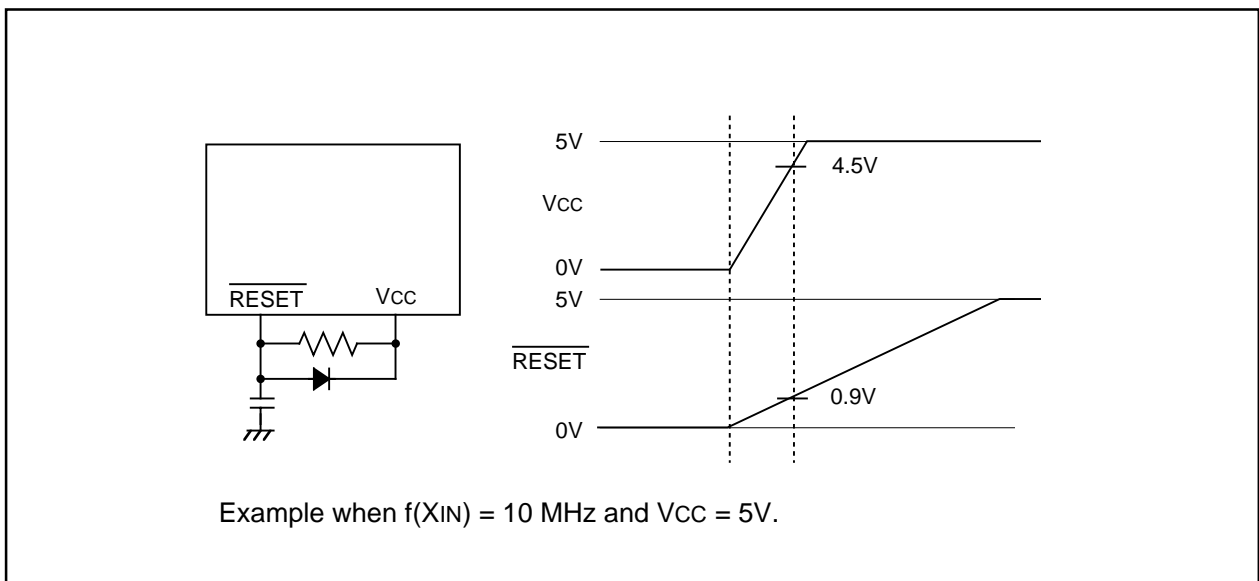 RESET VCC
5V
4.5V
VCC
0V
5V
RESET
0.9V
0V
Example when f(XIN) = 10 MHz and VCC = 5V.